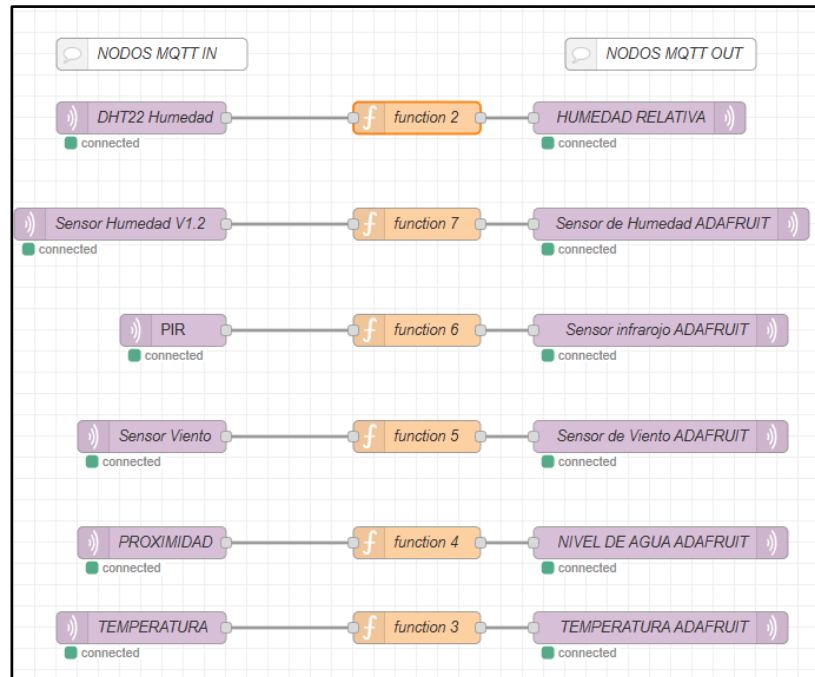 NODOS MQTT IN
NODOS MQTT OUT
DHT22 Humedad
function 2
HUMEDAD RELATIVA
connected
connected
Sensor Humedad V1.2
function 7
Sensor de Humedad ADAFRUIT
connected
connected
PIR
function 6
Sensor infrarojo ADAFRUIT
connected
connected
Sensor Viento
function 5
Sensor de Viento ADAFRUIT
connected
connected
PROXIMIDAD
function 4
NIVEL DE AGUA ADAFRUIT
connected
connected
TEMPERATURA
function 3
TEMPERATURA ADAFRUIT
connected
connected